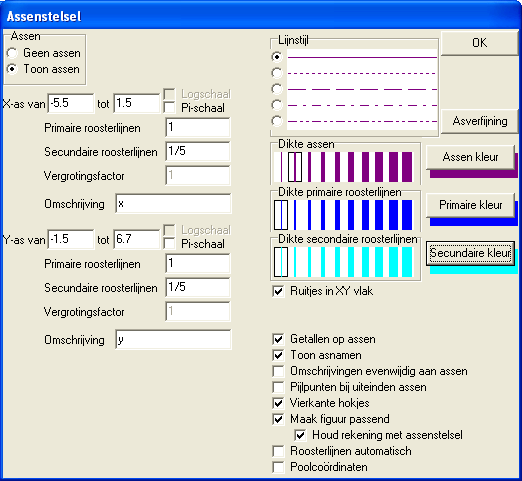 Assenstelsel
Assen
Geen assen
Toon assen
X-as van -5.5 tot 1.5 Logschaal
Pi-schaal
Primaire roosterlijnen 1
Secundaire roosterlijnen 1/5
Vergrotingsfactor 1
Omschrijving x
Y-as van -1.5 tot 6.7 Logschaal
Pi-schaal
Primaire roosterlijnen 1
Secundaire roosterlijnen 1/5
Vergrotingsfactor 1
Omschrijving y
Lijnstijl
OK
Asverfijning
Dikte assen
Assen kleur
Dikte primaire roosterlijnen
Primaire kleur
Dikte secondaire roosterlijnen
Secundaire kleur
Ruitjes in XY vlak
Getallen op assen
Toon asnamen
Omschrijvingen evenwijdig aan assen
Pijlpunten bij uiteinden assen
Vierkante hokjes
Maak figuur passend
Houd rekening met assenstelsel
Roosterlijnen automatisch
Poolcoördinaten